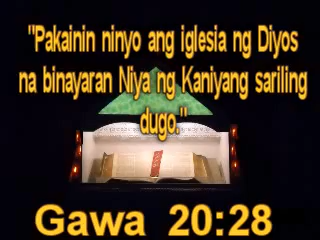 "Pakainin ninyo ang iglesia ng Diyos
na binayaran Niya ng Kaniyang sariling
dugo."
Gawa 20:28